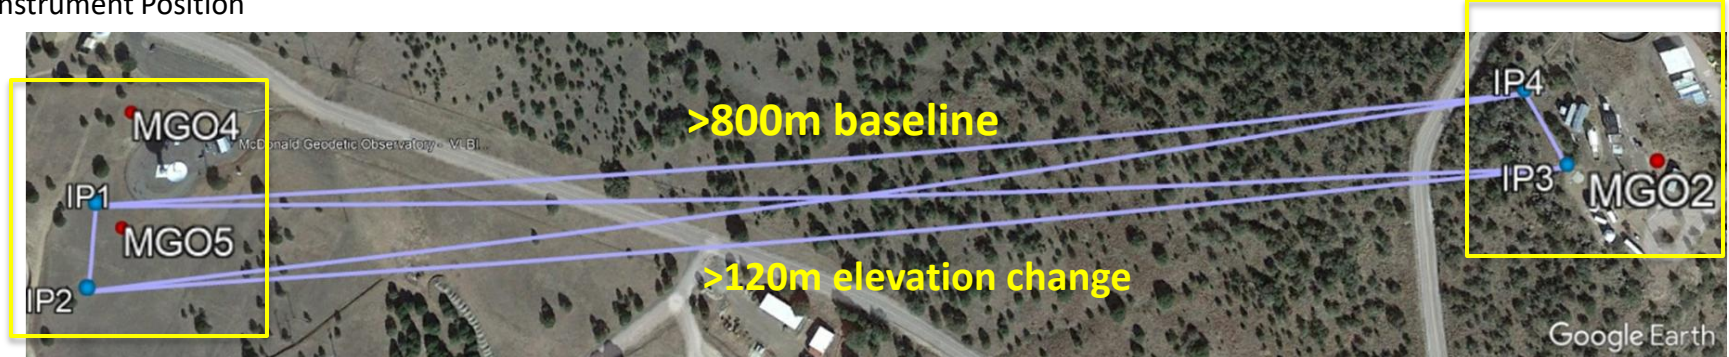 nstrument Position
IP4
>800m baseline
MGO4
McDonald Geodetic Observatory - VLBI...
IP3
MGO2
IP1
MGO5
>120m elevation change
IP2
Google Earth